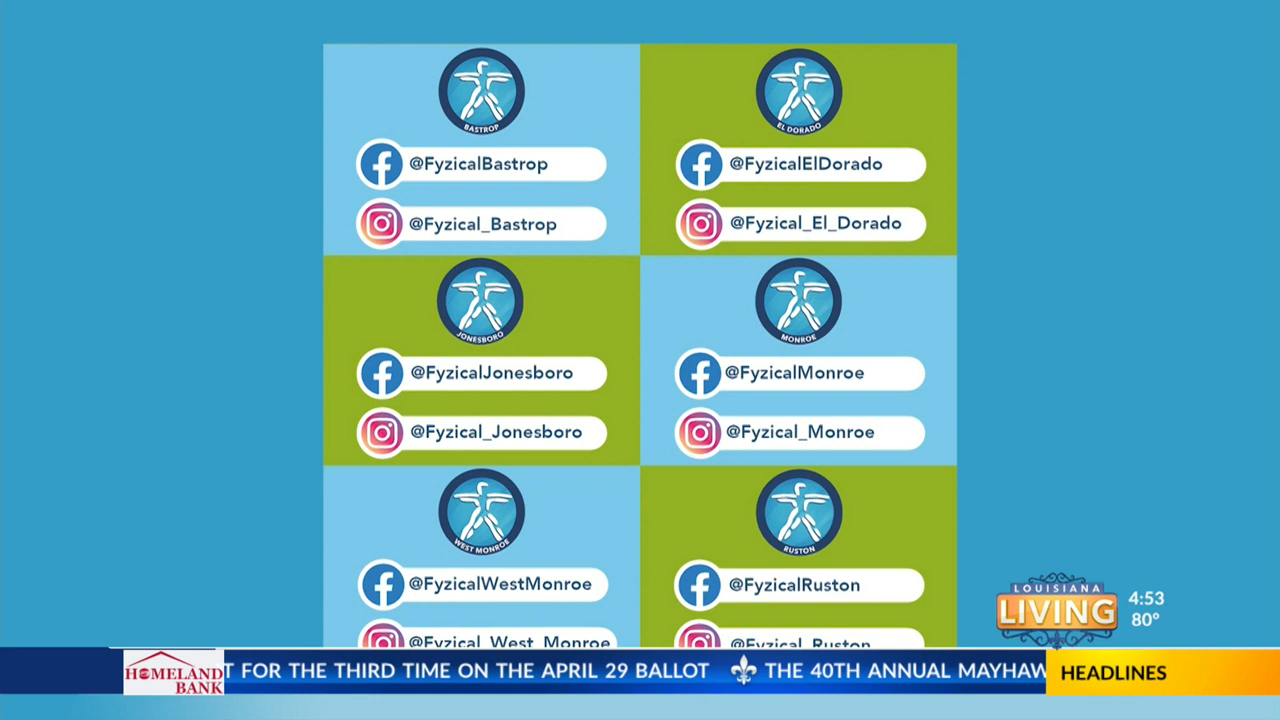 BASTROP
@FyzicalBastrop
@Fyzical_Bastrop
EL DORADO
@FyzicalElDorado
@Fyzical_El_Dorado
JONESBORO
@FyzicalJonesboro
@Fyzical_Jonesboro
MONROE
@FyzicalMonroe
@Fyzical_Monroe
WEST MONROE
@FyzicalWestMonroe
@Fyzical_West_Monroe
RUSTON
@FyzicalRuston
@Fyzical_Ruston
LOUISIANA
LIVING
4:53
80°
HOMELAND
BANK
T FOR THE THIRD TIME ON THE APRIL 29 BALLOT THE 40TH ANNUAL MAYHAW
HEADLINES